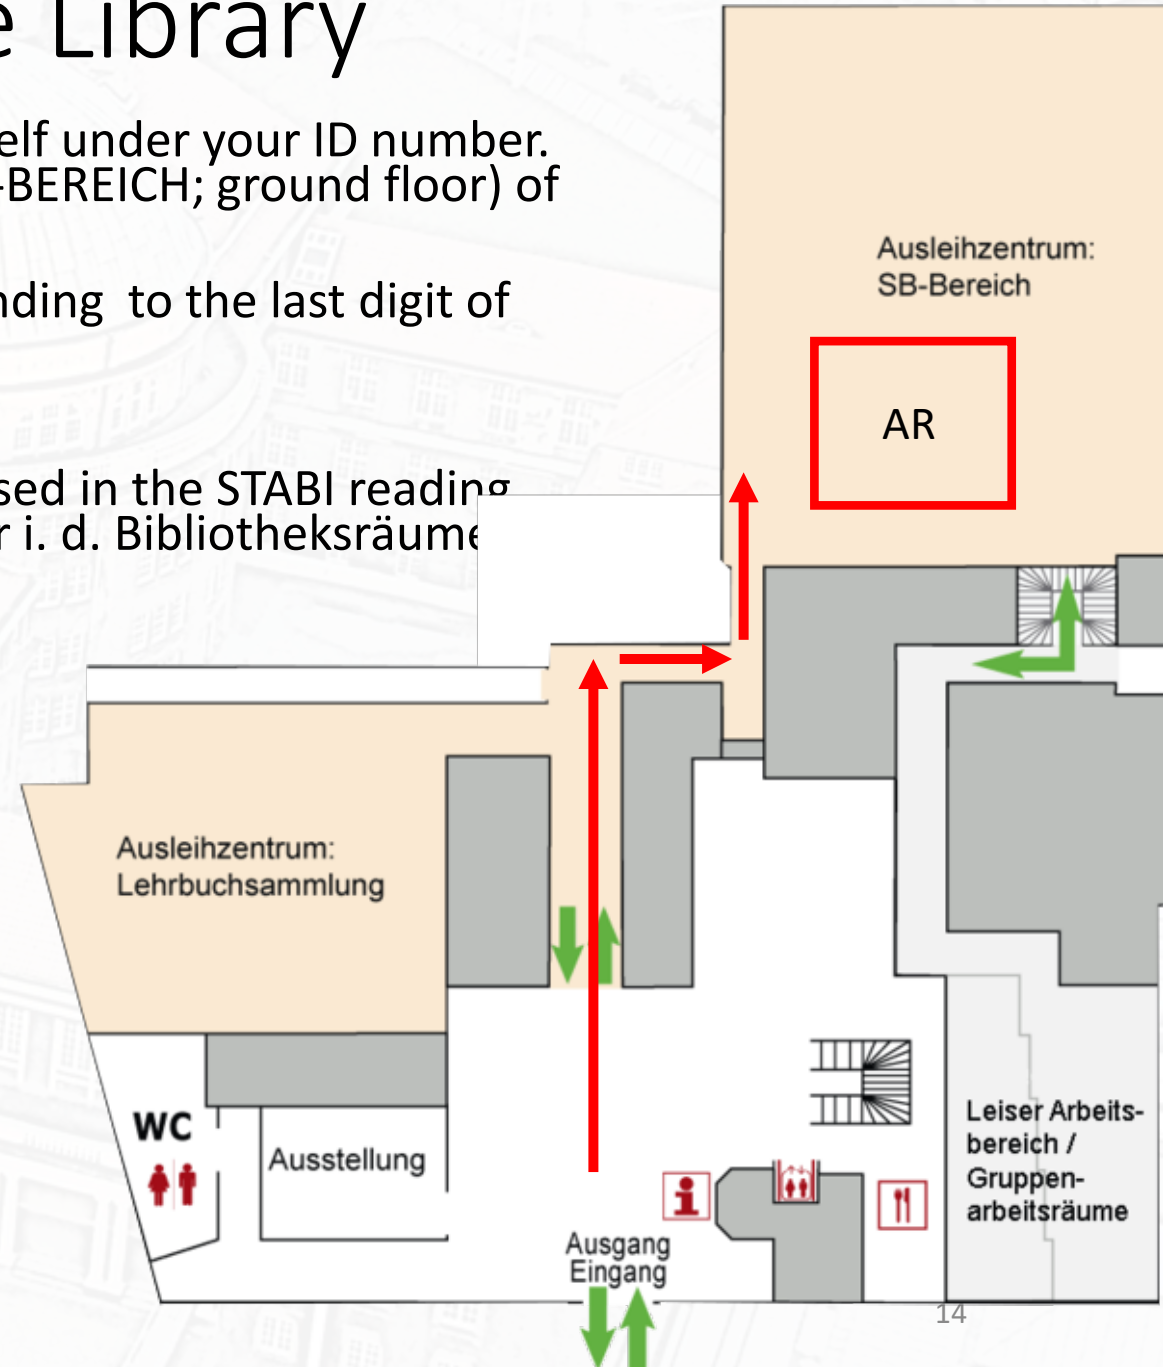 e Library
elf under your ID number.
-BEREICH; ground floor) of
nding to the last digit of
sed in the STABI reading
r i. d. Bibliotheksräume
Ausleihzentrum:
SB-Bereich
AR
Ausleihzentrum:
Lehrbuchsammlung
WC
Ausstellung
Leiser Arbeits-
bereich /
Gruppen-
arbeitsräume
i
Ausgang
Eingang
14